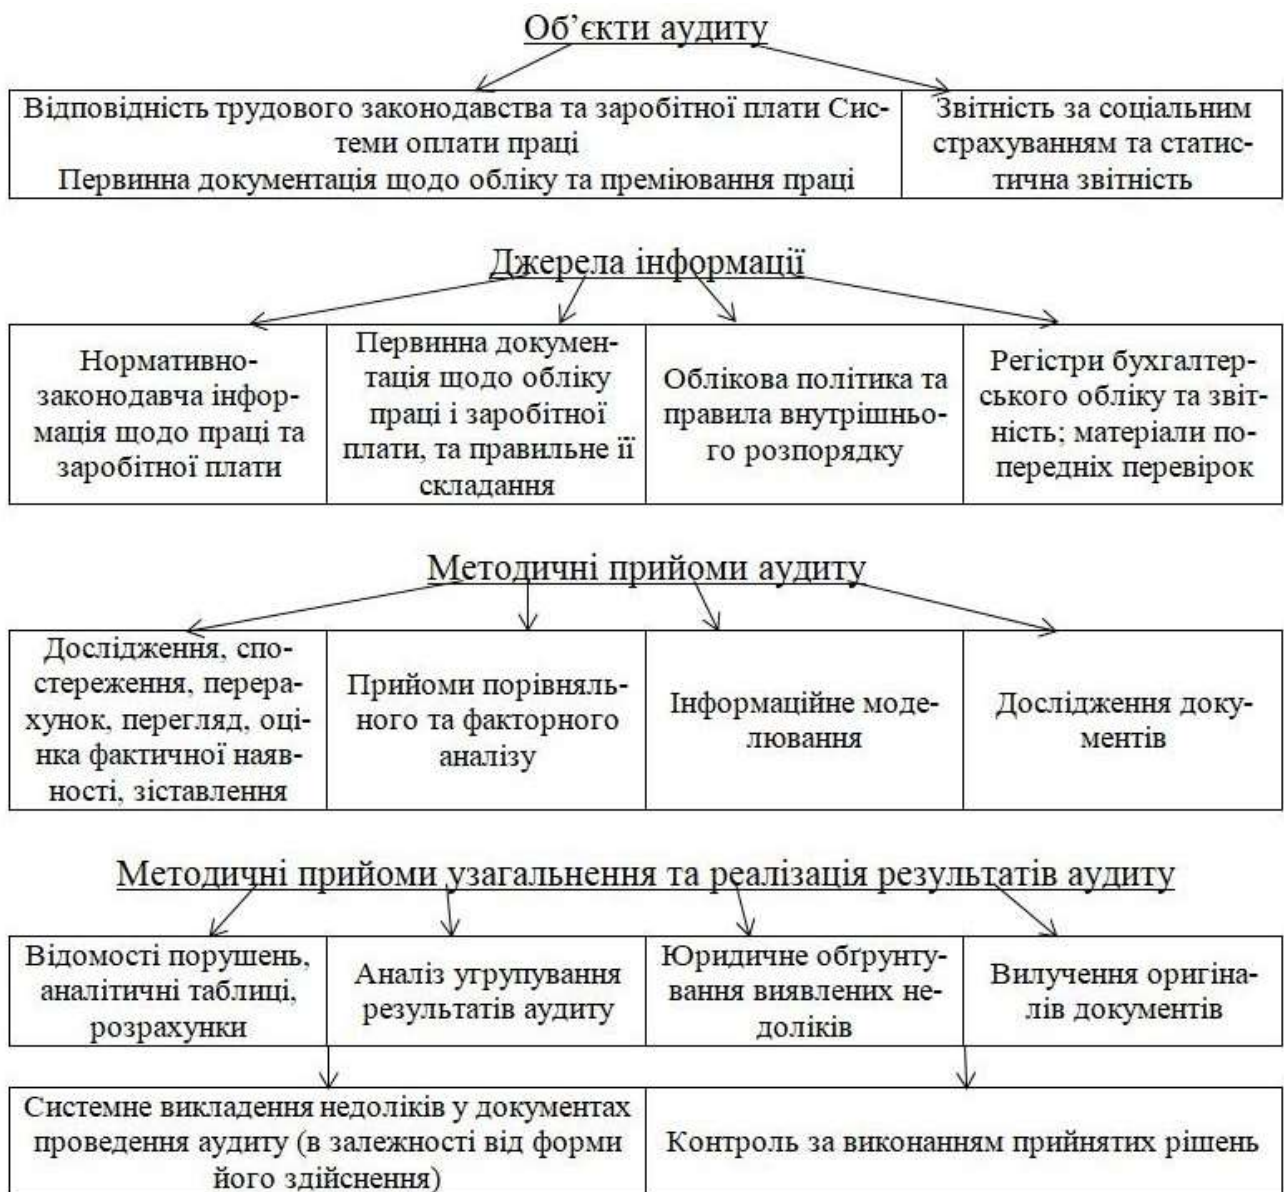 Об’єкти аудиту
Відповідність трудового законодавства та заробітної плати Сис-
теми оплати праці
Первинна документація щодо обліку та преміювання праці
Звітність за соціальним
страхуванням та статис-
тична звітність
Джерела інформації
Нормативно-
законодавча інфор-
мація щодо праці та
заробітної плати
Первинна докумен-
тація щодо обліку
праці і заробітної
плати, та правильне її
складання
Облікова політика та
правила внутрішньо-
го розпорядку
Регістри бухгалтер-
ського обліку та звіт-
ність; матеріали по-
передніх перевірок
Методичні прийоми аудиту
Дослідження, спо-
стереження, перера-
хунок, перегляд, оці-
нка фактичної наяв-
ності, зіставлення
Прийоми порівняль-
ного та факторного
аналізу
Інформаційне моде-
лювання
Дослідження доку-
ментів
Методичні прийоми узагальнення та реалізація результатів аудиту
Відомості порушень,
аналітичні таблиці,
розрахунки
Аналіз угрупування
результатів аудиту
Юридичне обґрунту-
вання виявлених не-
доліків
Вилучення оригіна-
лів документів
Системне викладення недоліків у документах
проведення аудиту (в залежності від форми
його здійснення)
Контроль за виконанням прийнятих рішень